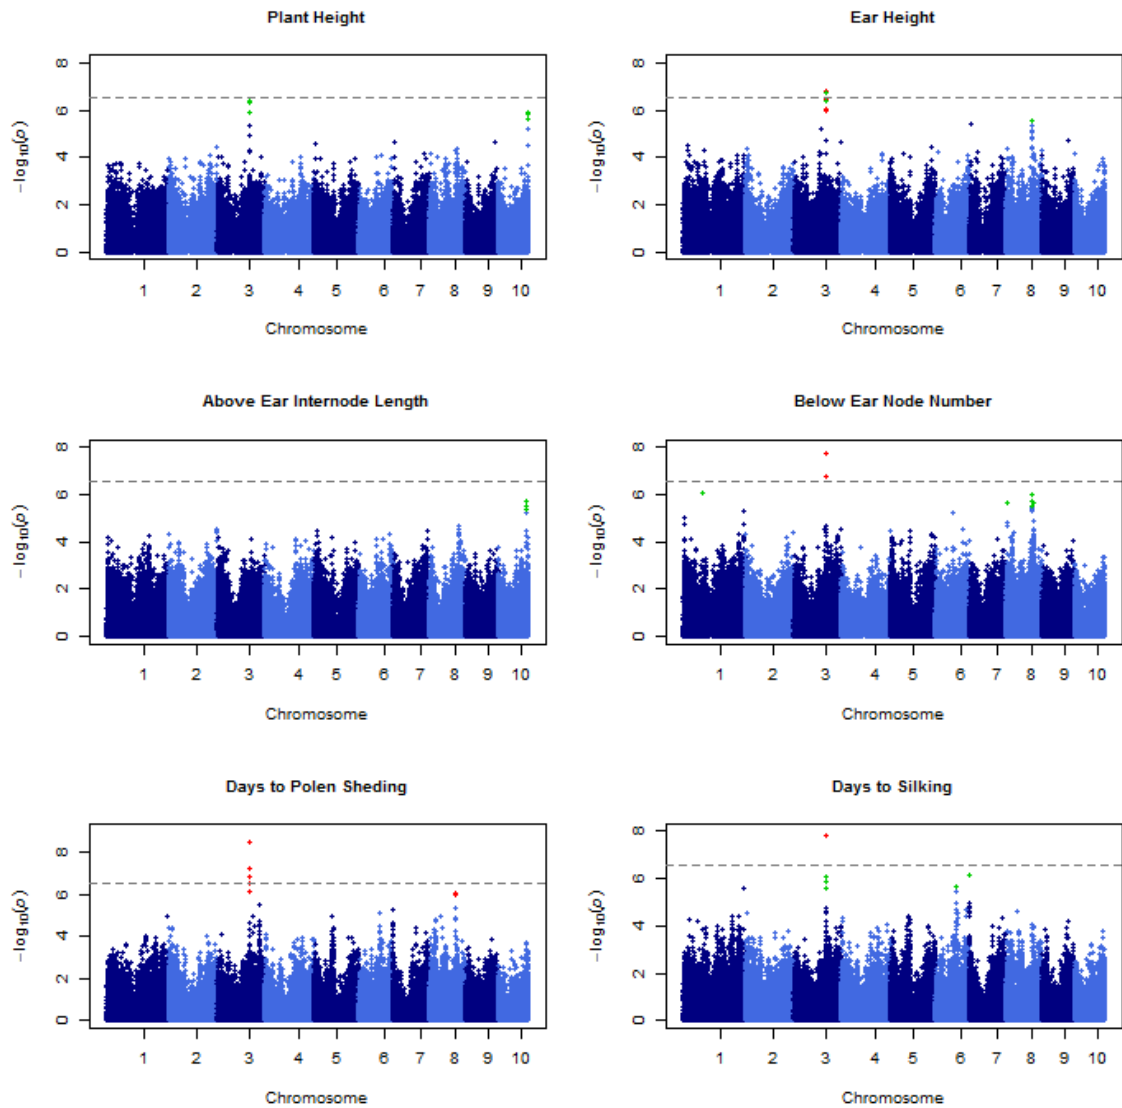 Plant Height
Ear Height
8
6
4
2
0
−log10(p)
1 2 3 4 5 6 7 8 9 10
Chromosome
8
6
4
2
0
−log10(p)
1 2 3 4 5 6 7 8 9 10
Chromosome
Above Ear Internode Length
Below Ear Node Number
8
6
4
2
0
−log10(p)
1 2 3 4 5 6 7 8 9 10
Chromosome
8
6
4
2
0
−log10(p)
1 2 3 4 5 6 7 8 9 10
Chromosome
Days to Polen Sheding
Days to Silking
8
6
4
2
0
−log10(p)
1 2 3 4 5 6 7 8 9 10
Chromosome
8
6
4
2
0
−log10(p)
1 2 3 4 5 6 7 8 9 10
Chromosome